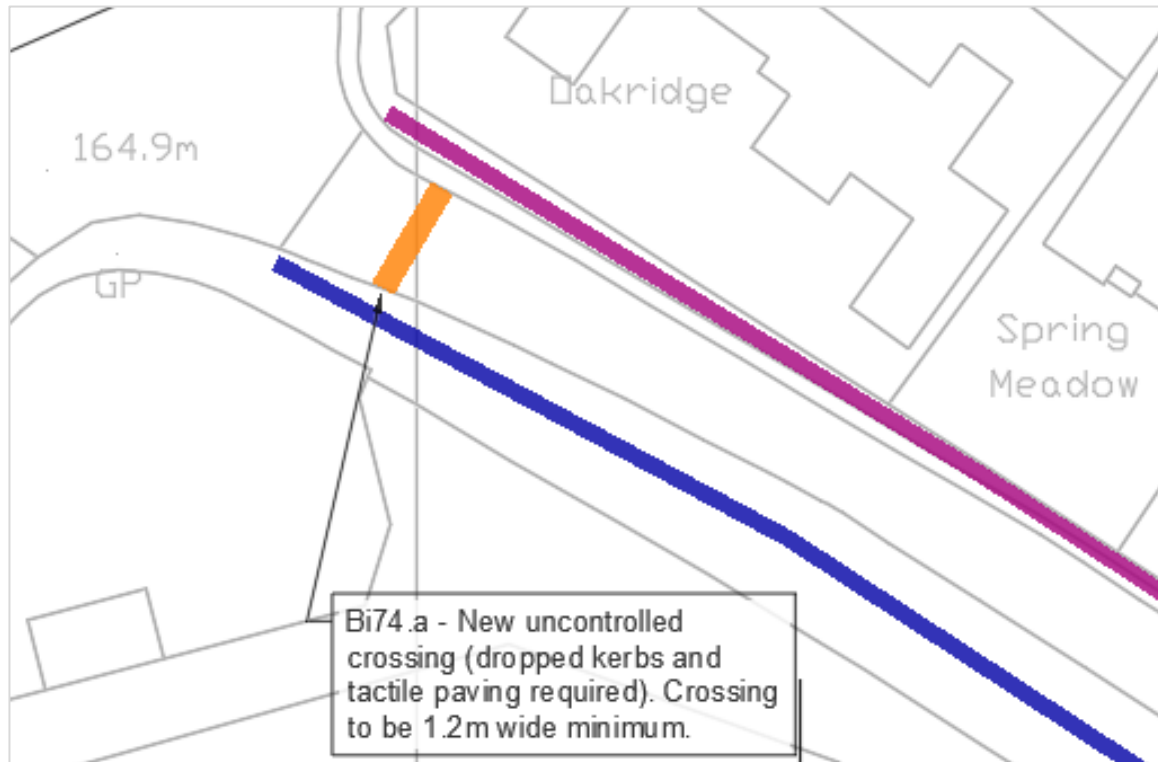 Oakridge
164.9m
GP
Spring
Meadow
Bi74.a - New uncontrolled
crossing (dropped kerbs and
tactile paving required). Crossing
to be 1.2m wide minimum.